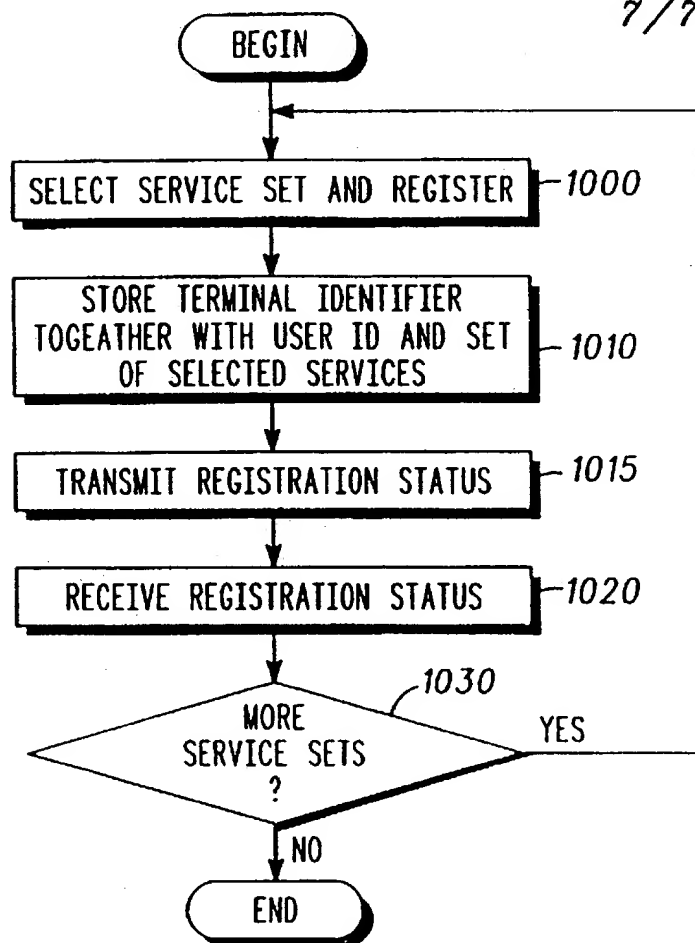 7/7
BEGIN
SELECT SERVICE SET AND REGISTER
1000
STORE TERMINAL IDENTIFIER
TOGEATHER WITH USER ID AND SET
OF SELECTED SERVICES
1010
TRANSMIT REGISTRATION STATUS
1015
RECEIVE REGISTRATION STATUS
1020
1030
MORE
SERVICE SETS
?
YES
NO
END